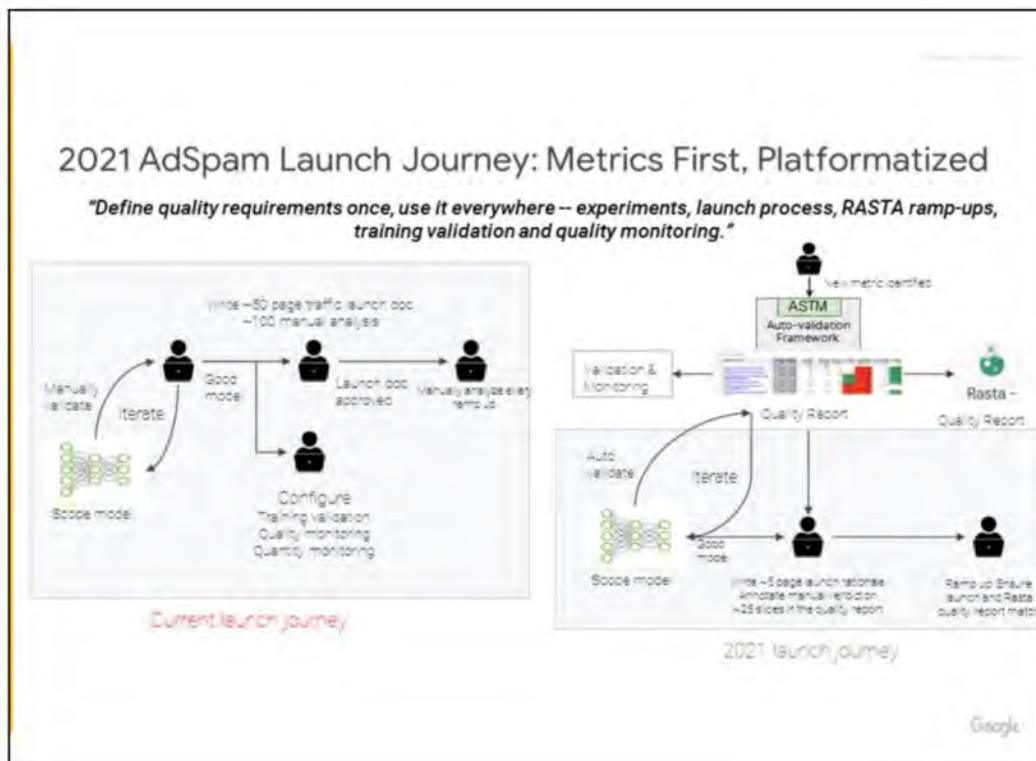 2021 AdSpam Launch Journey: Metrics First, Platformatized
"Define quality requirements once, use it everywhere -- experiments, launch process, RASTA ramp-ups,
training validation and quality monitoring."
Write ~50 page traffic launch doc
~100 manual analysis
Manually
validate
Iterate
Good
model
Launch doc
approved
Manually analyze every
ramp up
Scope model
Configure
Training validation
Quality monitoring
Quantity monitoring
Current launch journey
New metric identified
ASTM
Auto-validation
Framework
Validation &
Monitoring
Quality Report
Rasta -
Quality Report
Auto
validate
Iterate
Good
model
Scope model
Write ~5 page launch rationale
Annotate manual verdict on
~25 slices in the quality report
Ramp up: Ensure
launch and Rasta
quality report match
2021 launch journey
Google